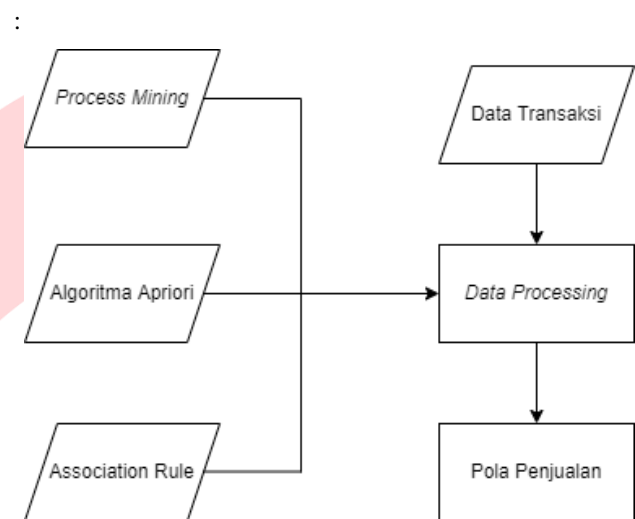 :
Process Mining
Data Transaksi
Algoritma Apriori
Data Processing
Association Rule
Pola Penjualan